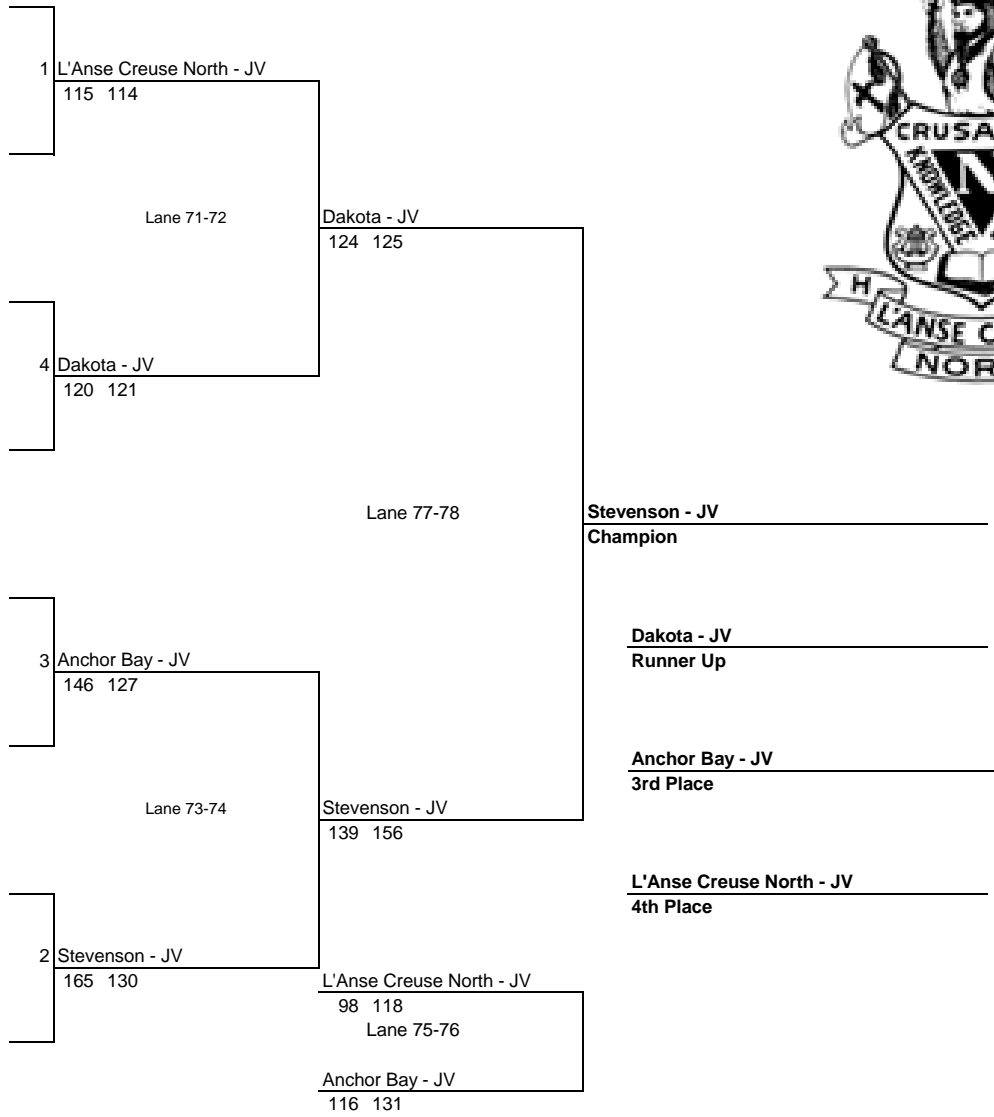 1 L'Anse Creuse North - JV
115 114
Lane 71-72
Dakota - JV
124 125
4 Dakota - JV
120 121
Lane 77-78
Stevenson - JV
Champion
Dakota - JV
Runner Up
3 Anchor Bay - JV
146 127
Anchor Bay - JV
3rd Place
Lane 73-74
Stevenson - JV
139 156
L'Anse Creuse North - JV
4th Place
2 Stevenson - JV
165 130
L'Anse Creuse North - JV
98 118
Lane 75-76
Anchor Bay - JV
116 131
CRUSA
KNOWLEDGE
N
H
L'ANSE C
NOR